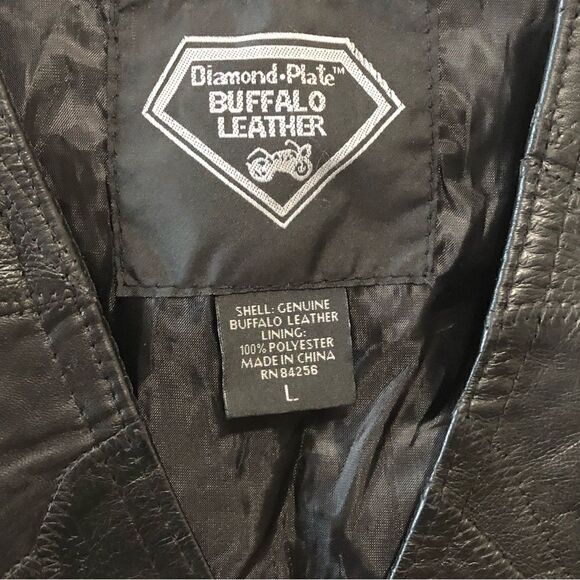 Diamond•Plate™
BUFFALO
LEATHER
SHELL: GENUINE
BUFFALO LEATHER
LINING:
100% POLYESTER
MADE IN CHINA
RN 84256
L